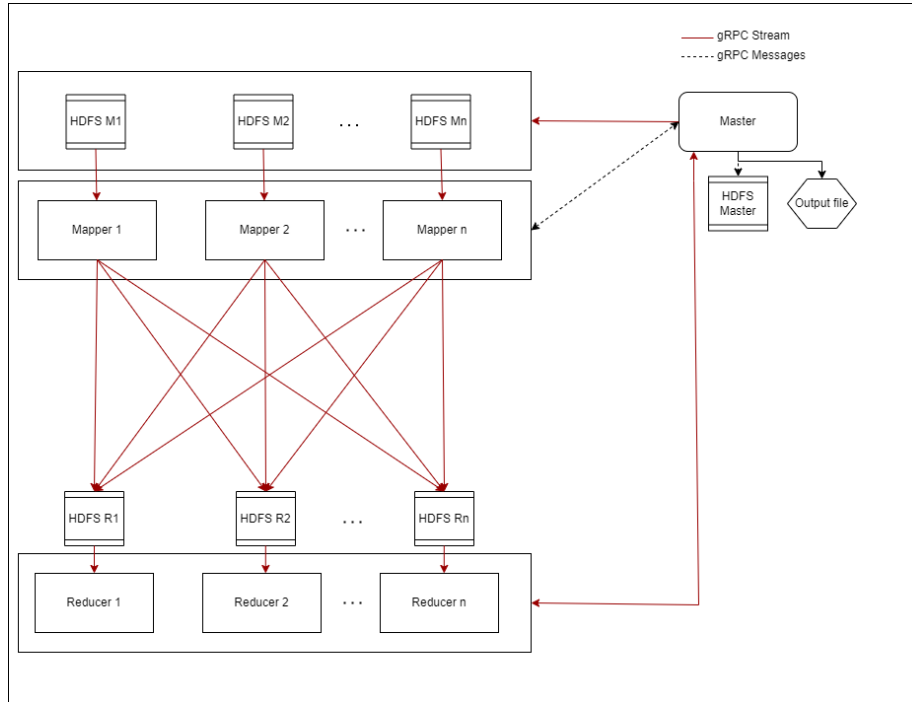 gRPC Stream
gRPC Messages
HDFS M1
HDFS M2
...
HDFS Mn
Master
HDFS
Master
Output file
Mapper 1
Mapper 2
...
Mapper n
HDFS R1
HDFS R2
...
HDFS Rn
Reducer 1
Reducer 2
...
Reducer n